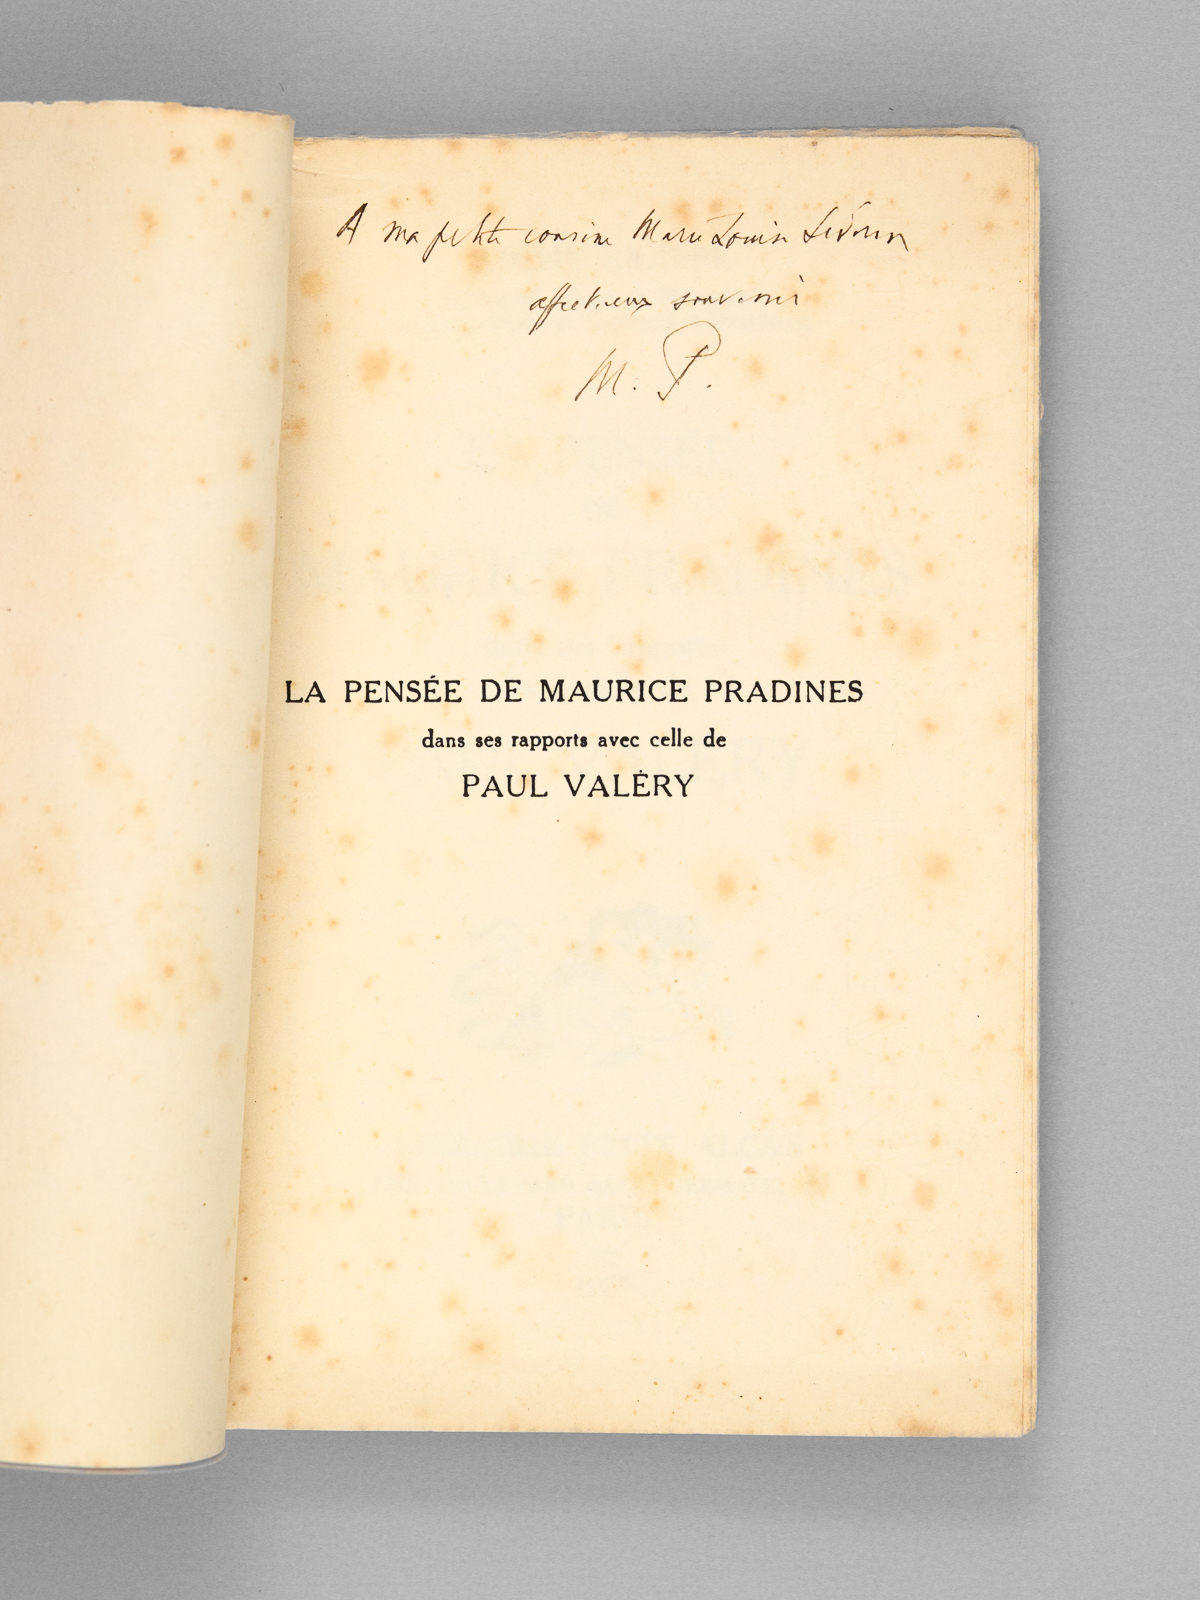 A ma petite cousine Marie Louise
affectueux souvenir
M. P.
LA PENSÉE DE MAURICE PRADINES
dans ses rapports avec celle de
PAUL VALÉRY